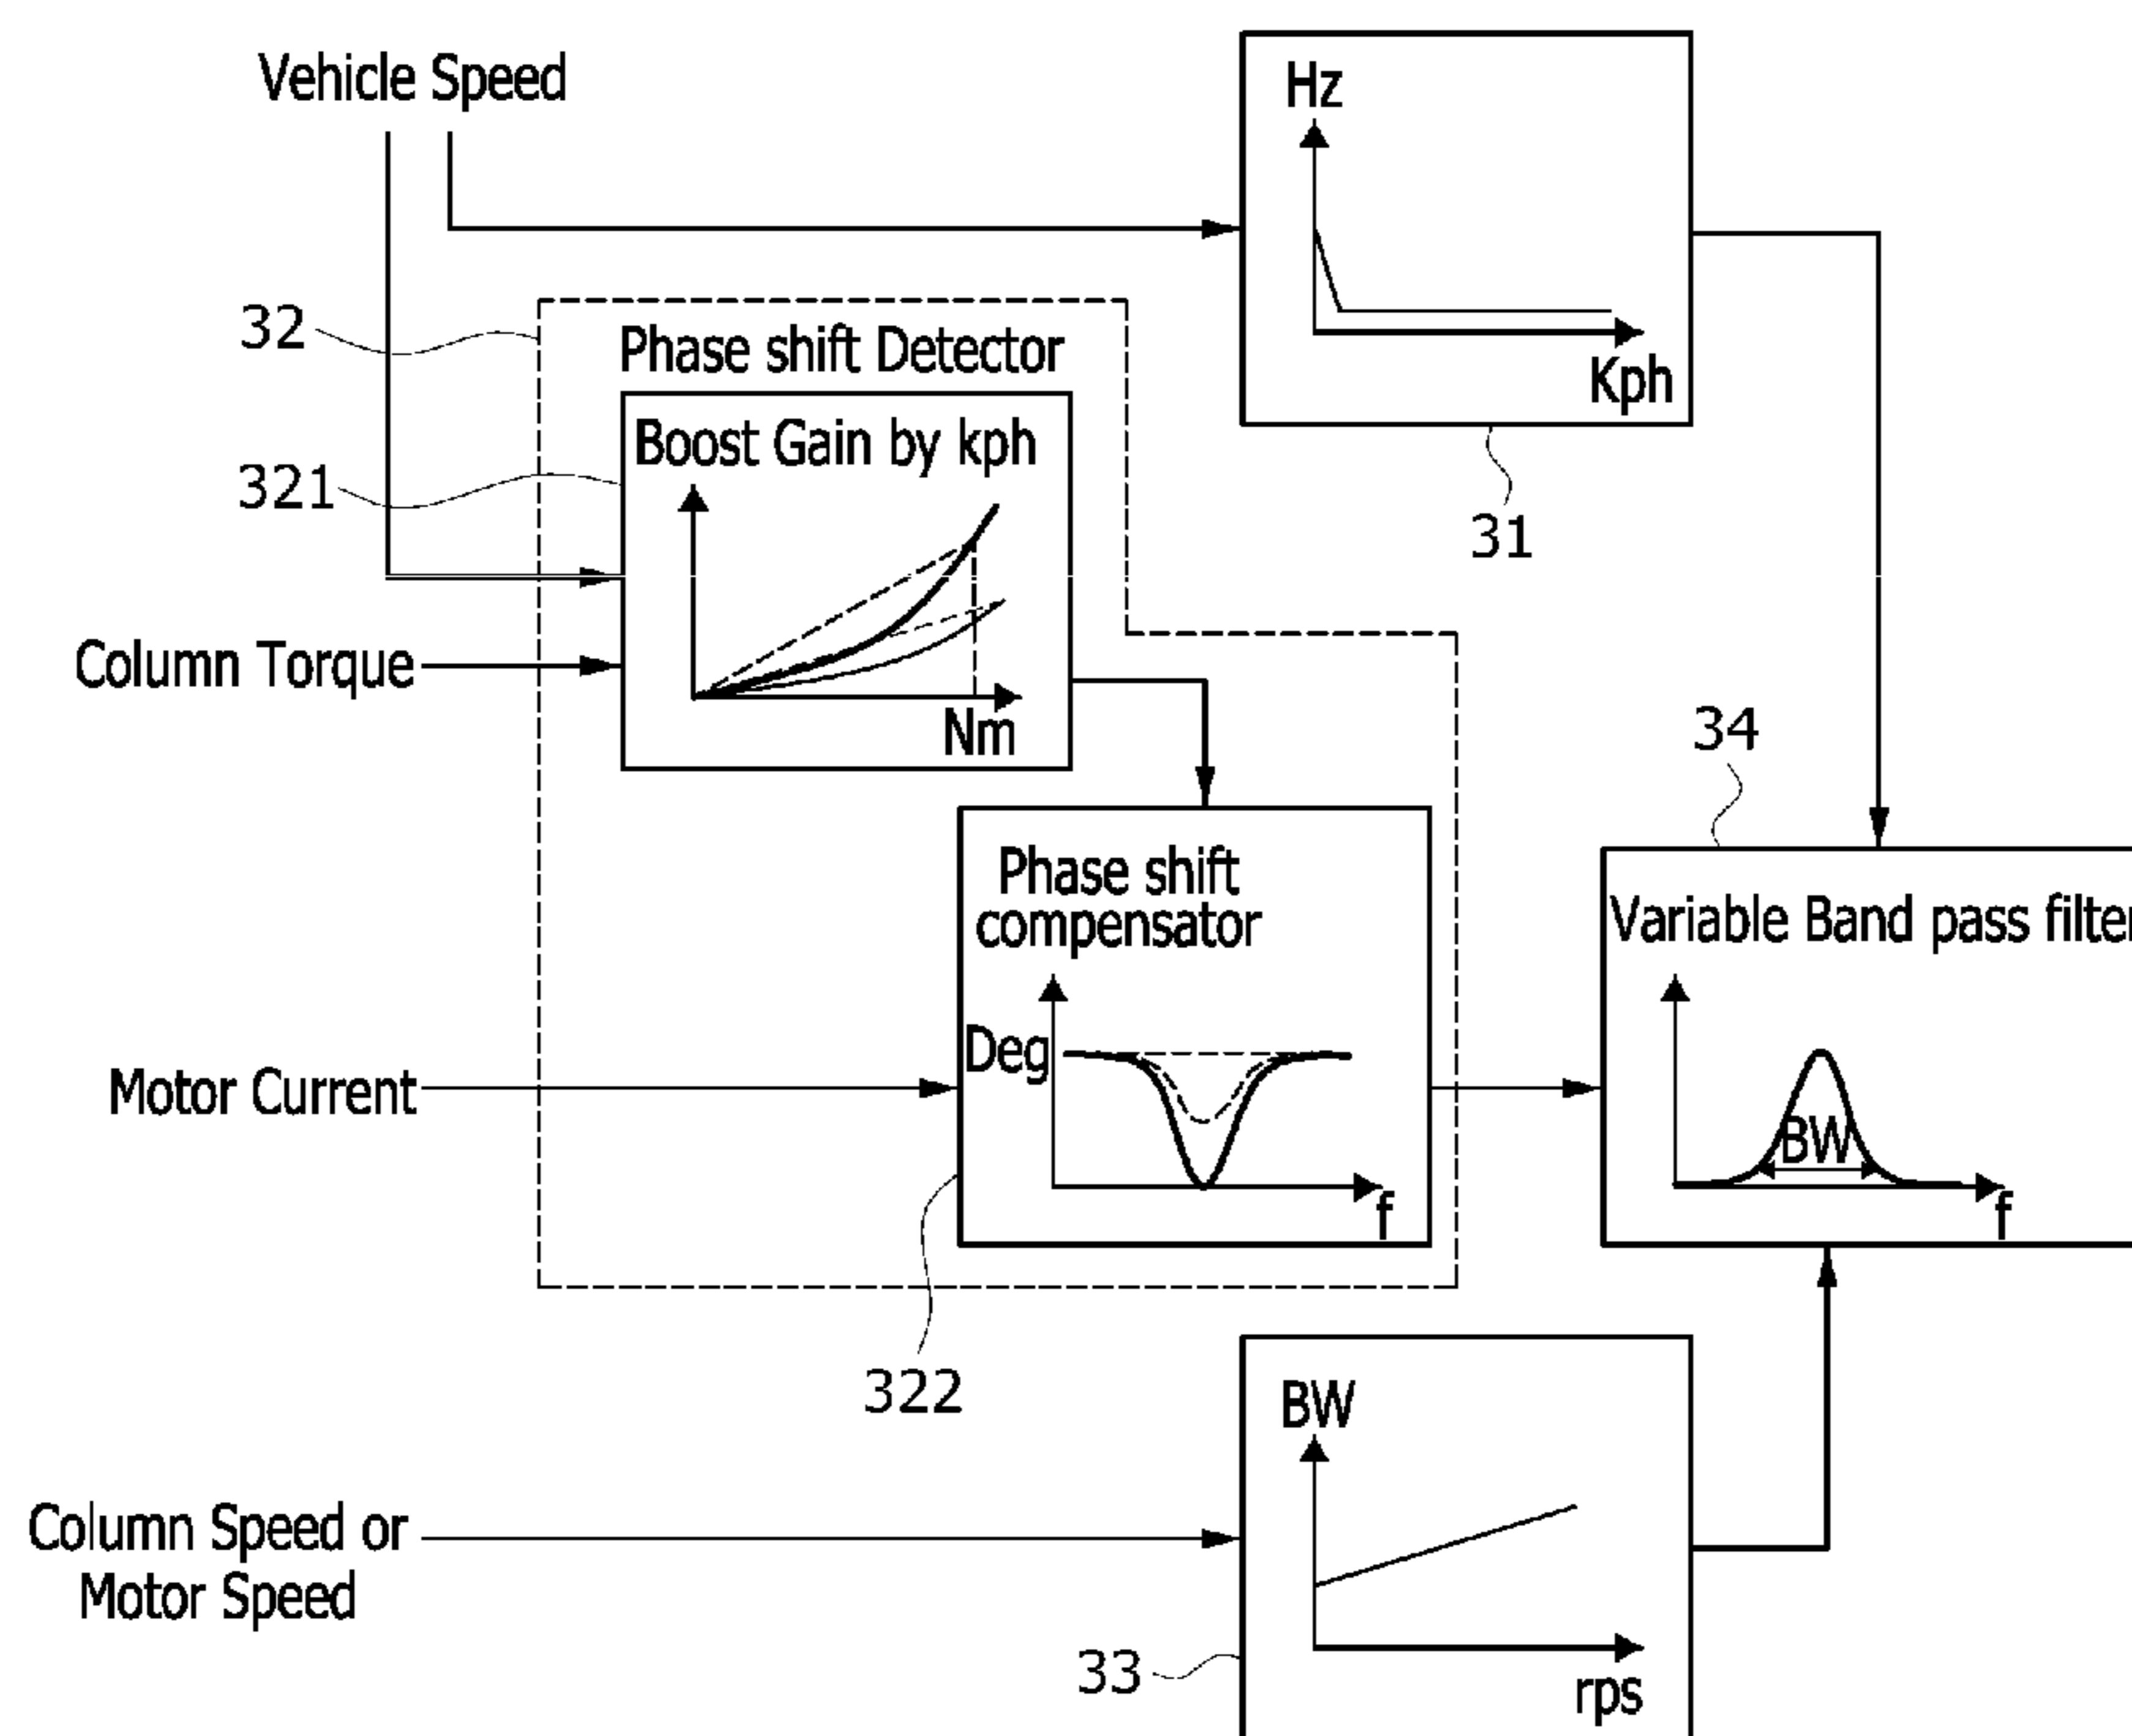 Vehicle Speed
Hz
Kph
31
32
Phase shift Detector
321
Boost Gain by kph
Nm
Column Torque
34
Phase shift
compensator
Deg
f
Motor Current
Variable Band pass filter
BW
f
322
BW
rps
Column Speed or
Motor Speed
33